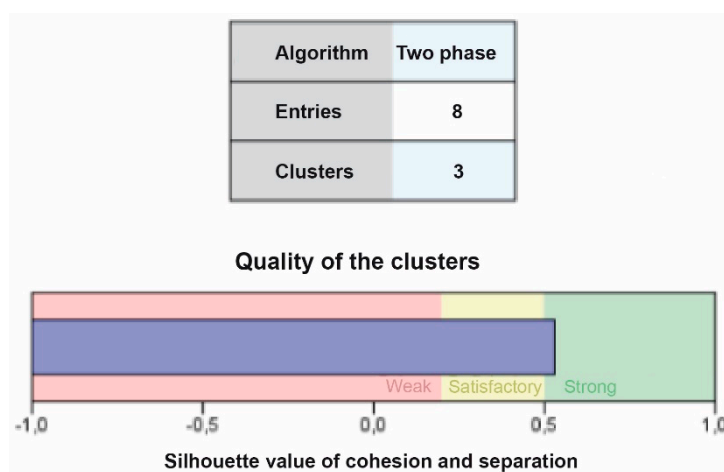 Algorithm Two phase
Entries 8
Clusters 3
Quality of the clusters
Weak Satisfactory Strong
-1,0 -0,5 0,0 0,5 1,0
Silhouette value of cohesion and separation